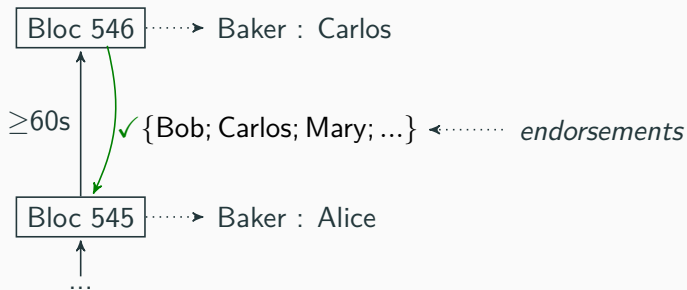 Bloc 546 Baker : Carlos
≥60s
✓{Bob; Carlos; Mary; ...} endorsements
Bloc 545 Baker : Alice
...